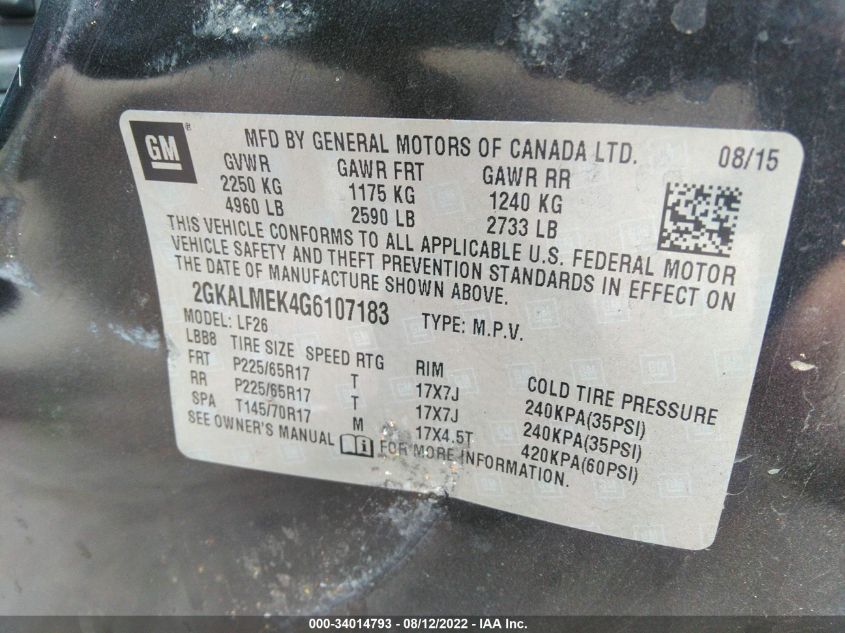 GM ®
MFD BY GENERAL MOTORS OF CANADA LTD. 08/15
GVWR GAWR FRT GAWR RR
2250 KG 1175 KG 1240 KG
4960 LB 2590 LB 2733 LB
THIS VEHICLE CONFORMS TO ALL APPLICABLE U.S. FEDERAL MOTOR
VEHICLE SAFETY AND THEFT PREVENTION STANDARDS IN EFFECT ON
THE DATE OF MANUFACTURE SHOWN ABOVE.
2GKALMEK4G6107183 TYPE: M.P.V.
MODEL: LF26
LBB8 TIRE SIZE SPEED RTG RIM COLD TIRE PRESSURE
FRT P225/65R17 T 17X7J 240KPA(35PSI)
RR P225/65R17 T 17X7J 240KPA(35PSI)
SPA T145/70R17 M 17X4.5T 420KPA(60PSI)
SEE OWNER'S MANUAL i FOR MORE INFORMATION.
000-34014793 - 08/12/2022 - IAA Inc.